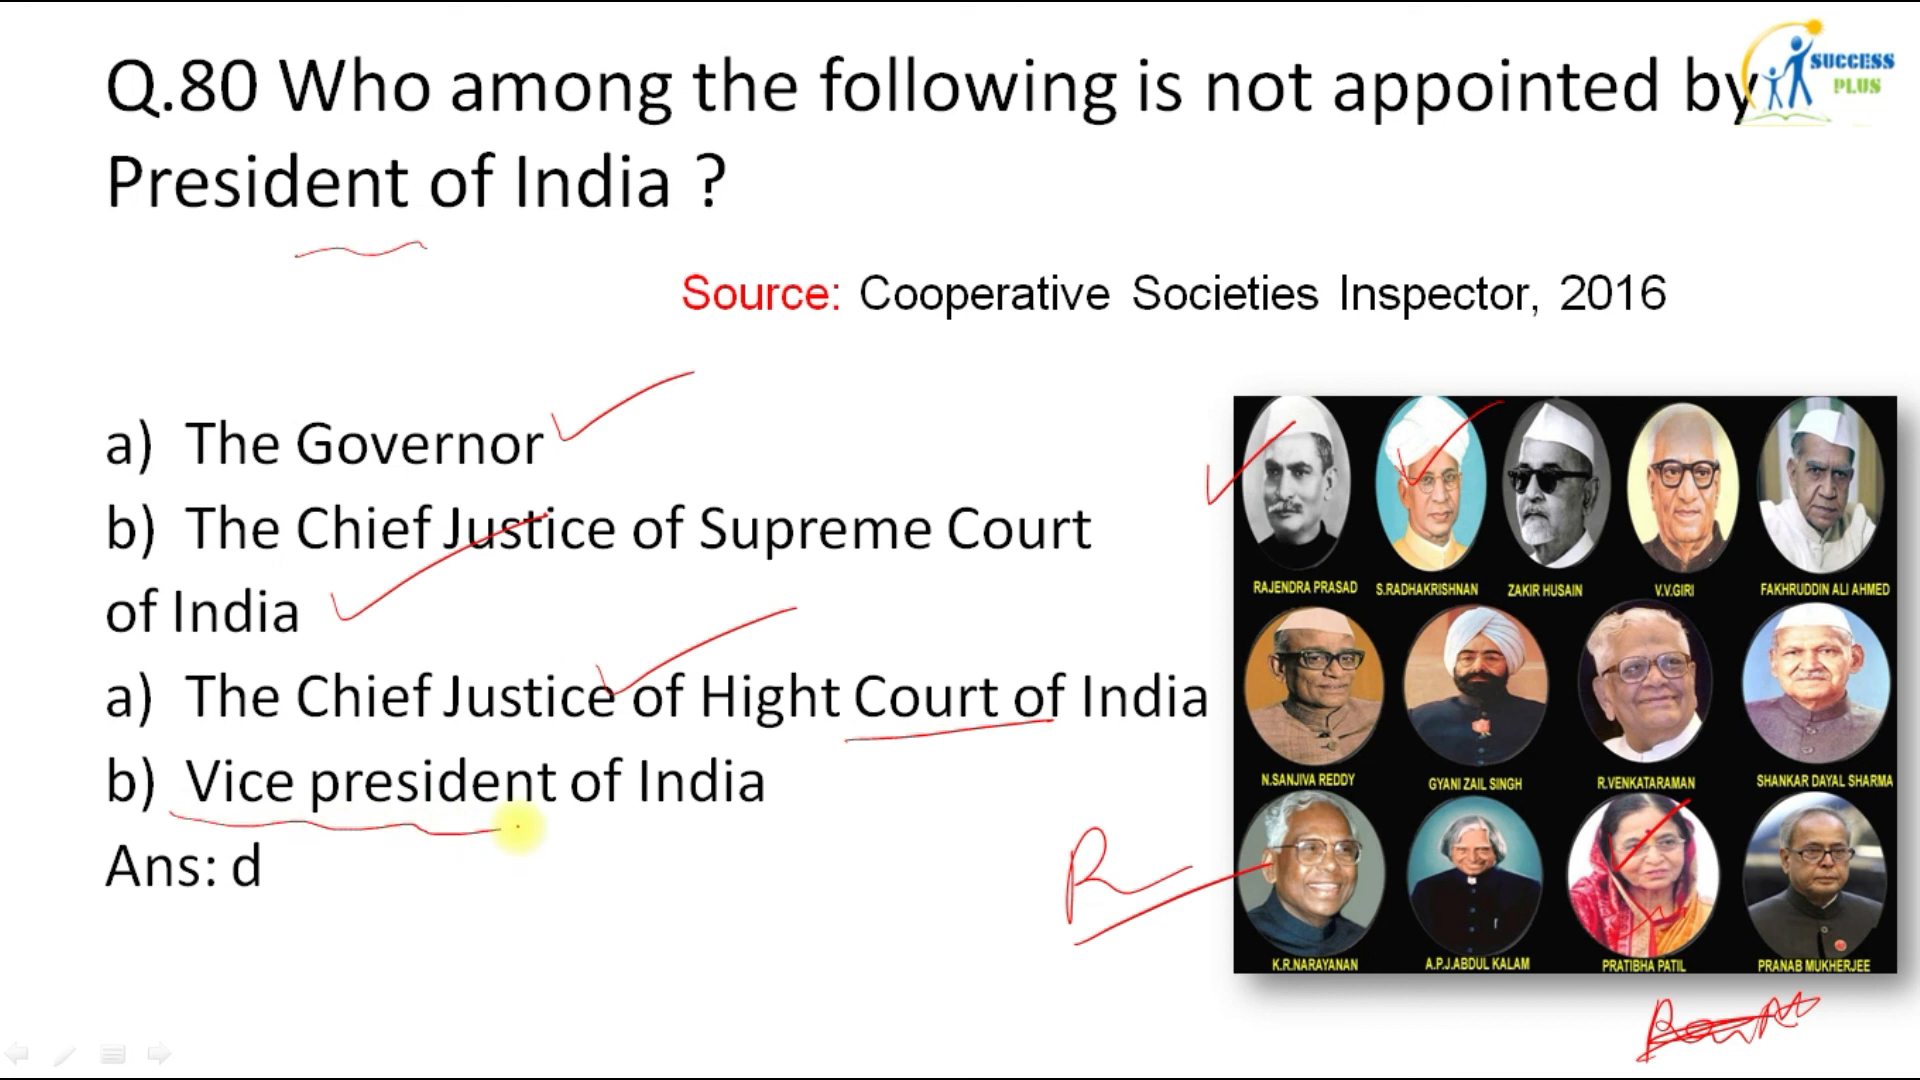 Q.80 Who among the following is not appointed by
President of India ?
SUCCESS
PLUS
Source: Cooperative Societies Inspector, 2016
a) The Governor
b) The Chief Justice of Supreme Court
of India
a) The Chief Justice of Hight Court of India
b) Vice president of India
Ans: d
RAJENDRA PRASAD S.RADHAKRISHNAN ZAKIR HUSAIN V.V.GIRI FAKHRUDDIN ALI AHMED
N.SANJIVA REDDY GYANI ZAIL SINGH R.VENKATARAMAN SHANKAR DAYAL SHARMA
R
K.R.NARAYANAN A.P.J.ABDUL KALAM PRATIBHA PATIL PRANAB MUKHERJEE